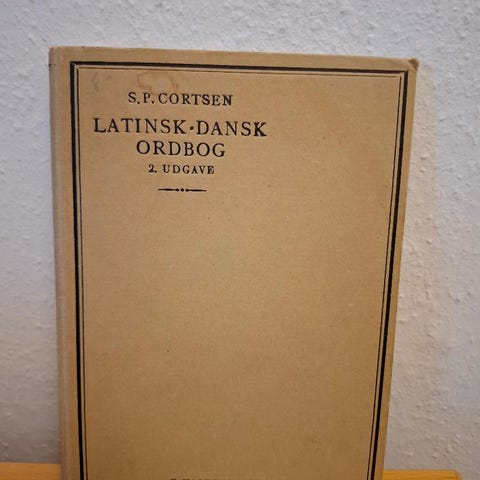 S.P. CORTSEN
LATINSK-DANSK
ORDBOG
2. UDGAVE